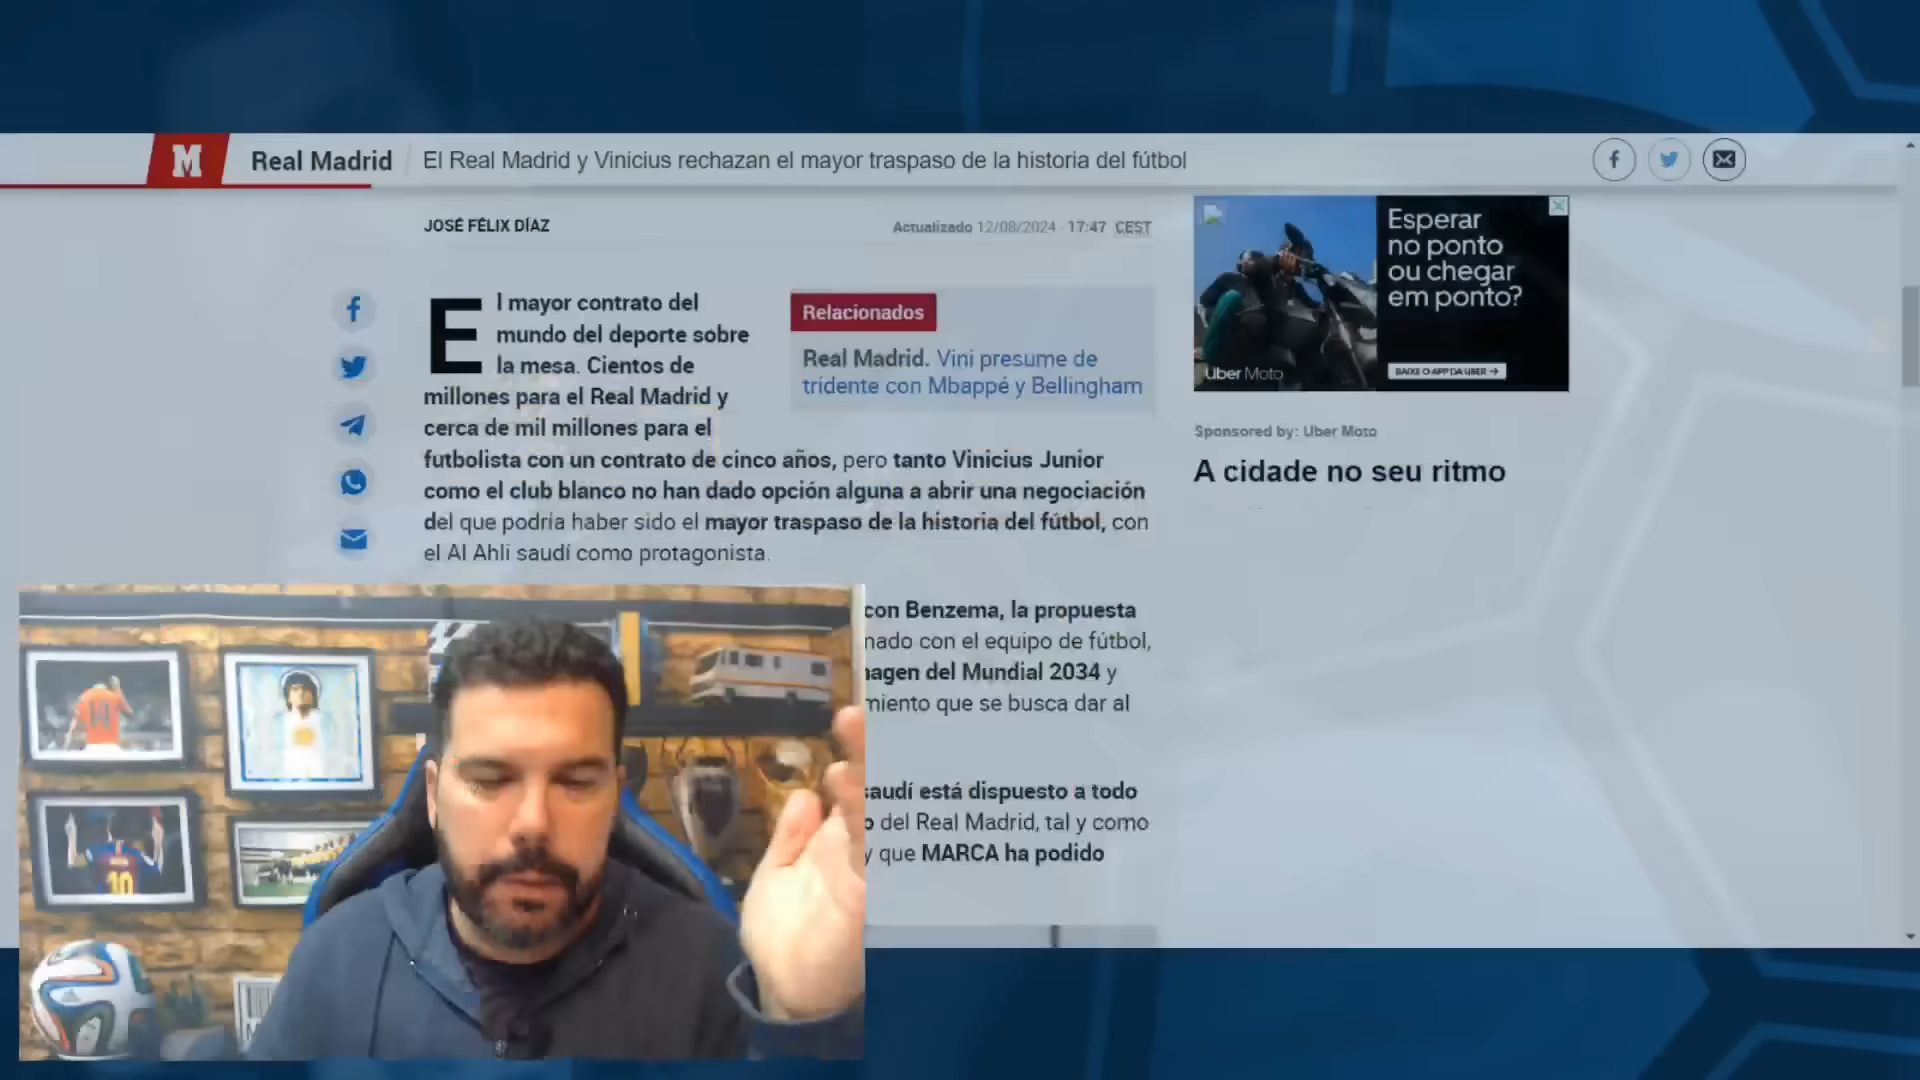 M
Real Madrid
El Real Madrid y Vinicius rechazan el mayor traspaso de la historia del fútbol
JOSÉ FÉLIX DÍAZ
Actualizado 12/08/2024 - 17:47 CEST
El mayor contrato del
mundo del deporte sobre
la mesa. Cientos de
millones para el Real Madrid y
cerca de mil millones para el
futbolista con un contrato de cinco años, pero tanto Vinicius Junior
como el club blanco no han dado opción alguna a abrir una negociación
del que podría haber sido el mayor traspaso de la historia del fútbol, con
el Al Ahli saudí como protagonista.
Relacionados
Real Madrid. Vini presume de
tridente con Mbappé y Bellingham
con Benzema, la propuesta
nado con el equipo de fútbol,
agen del Mundial 2034 y
miento que se busca dar al
saudí está dispuesto a todo
o del Real Madrid, tal y como
y que MARCA ha podido
Esperar
no ponto
ou chegar
em ponto?
Uber Moto
BAIXE O APP DA UBER →
Sponsored by: Uber Moto
A cidade no seu ritmo
14
10